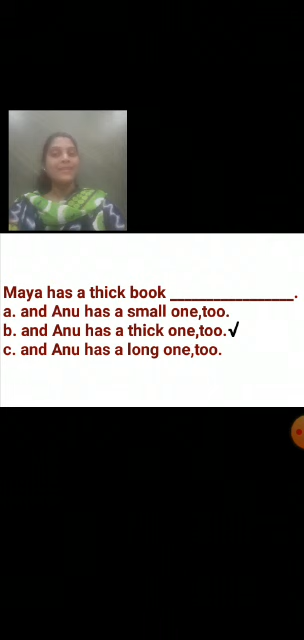 Maya has a thick book _________________.
a. and Anu has a small one,too.
b. and Anu has a thick one,too.✓
c. and Anu has a long one,too.